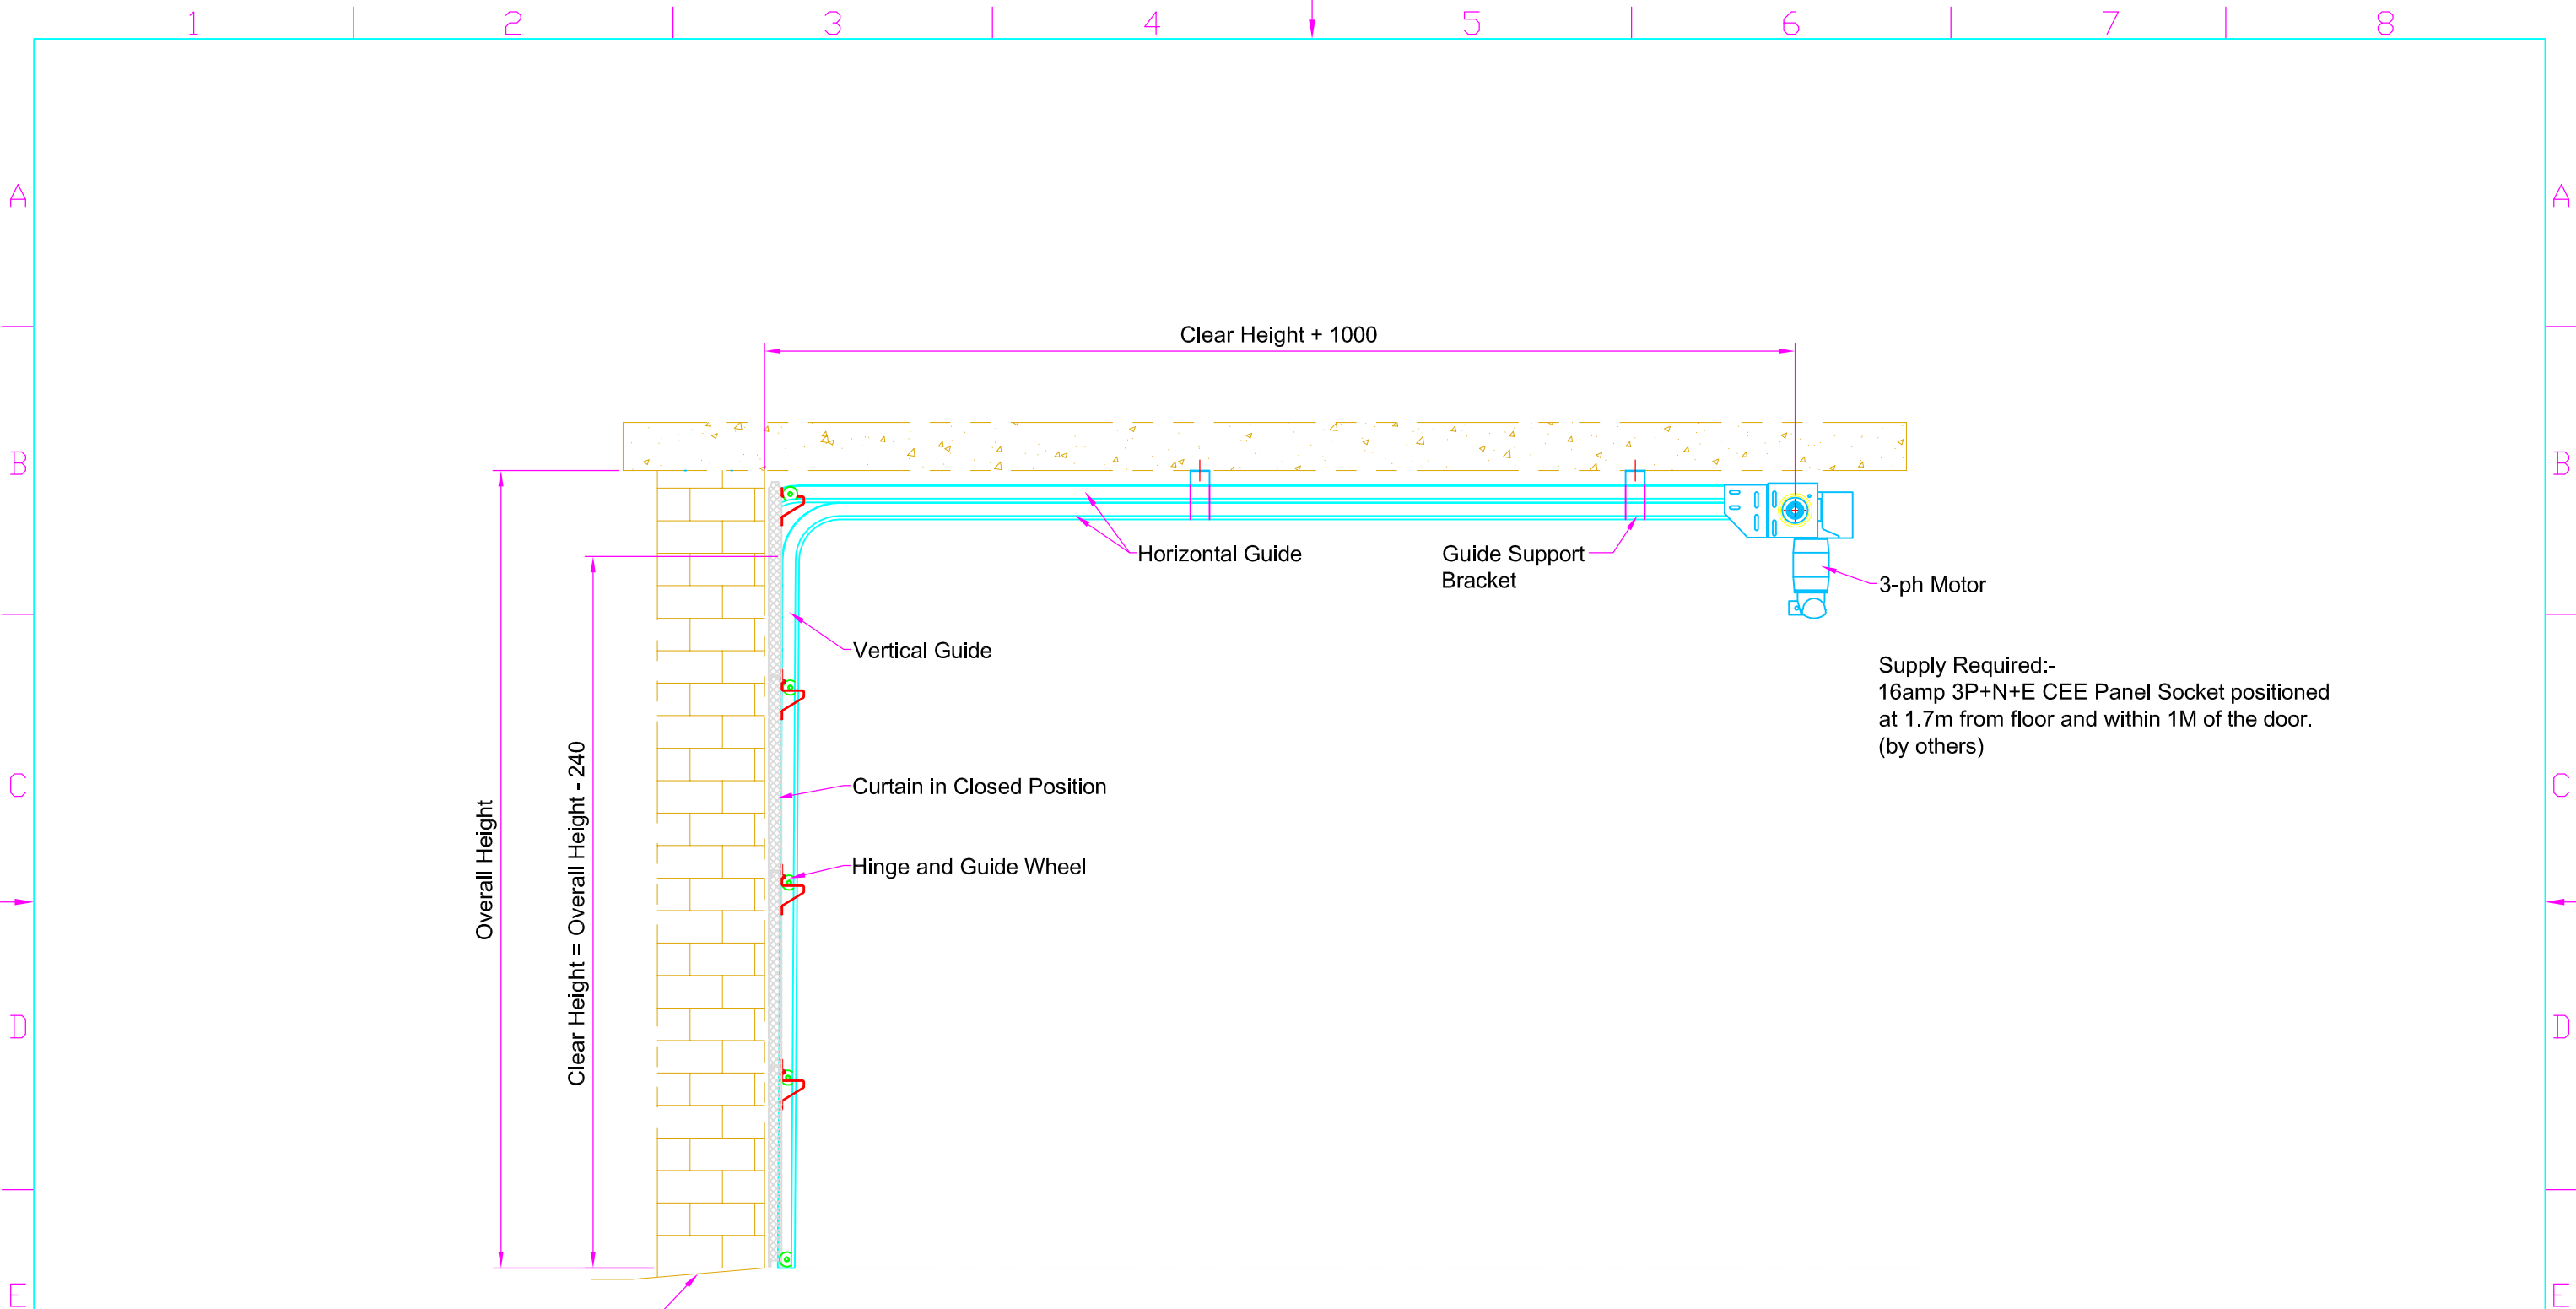 1 2 3 4 5 6 7 8
A A
Clear Height + 1000
B B
Horizontal Guide
Guide Support
Bracket
3-ph Motor
Vertical Guide
Supply Required:-
16amp 3P+N+E CEE Panel Socket positioned
at 1.7m from floor and within 1M of the door.
(by others)
C C
Curtain in Closed Position
Overall Height
Clear Height = Overall Height - 240
Hinge and Guide Wheel
D D
E E